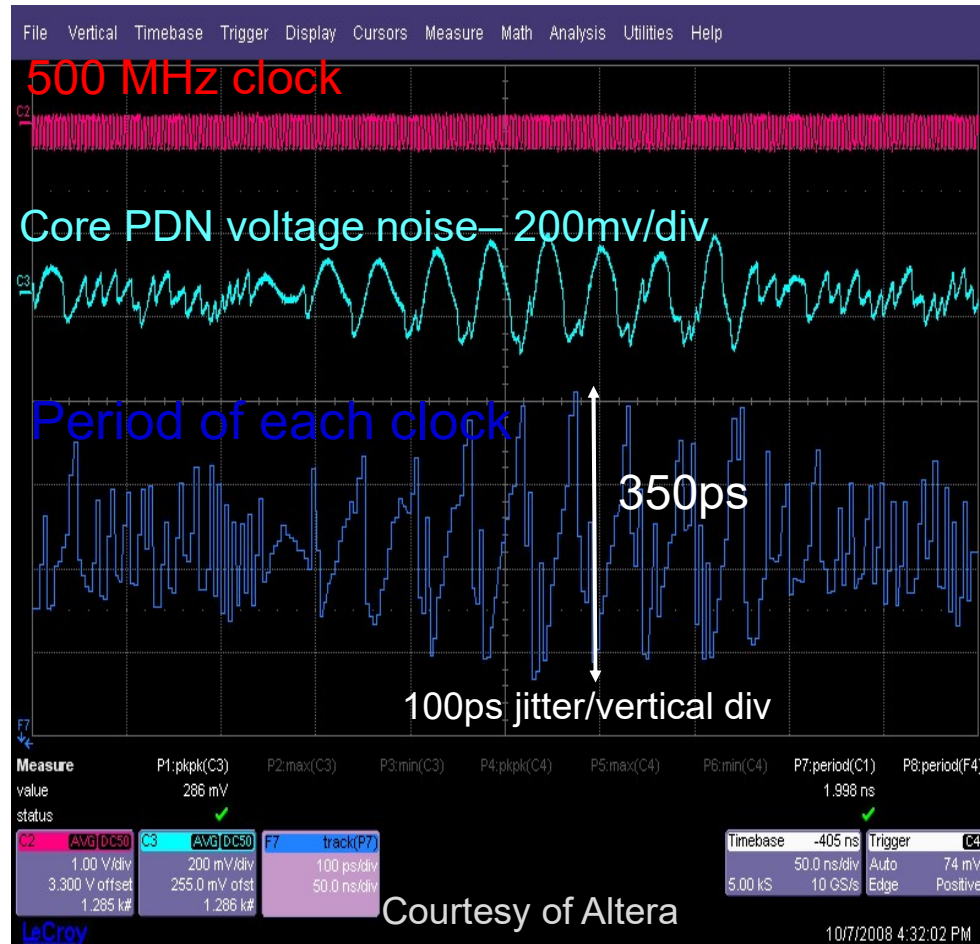 File Vertical Timebase Trigger Display Cursors Measure Math Analysis Utilities Help
500 MHz clock
C2
Core PDN voltage noise– 200mv/div
C3
Period of each clock
350ps
100ps jitter/vertical div
F7
Measure P1:pkpk(C3) P2:max(C3) P3:min(C3) P4:pkpk(C4) P5:max(C4) P6:min(C4) P7:period(C1) P8:period(F4)
value 286 mV 1.998 ns
status
C2 AVG DC50 C3 AVG DC50 F7 track(P7) Timebase -405 ns Trigger C4
1.00 V/div 200 mV/div 100 ps/div 50.0 ns/div Auto 74 mV
3.300 V offset 255.0 mV ofst 50.0 ns/div 5.00 kS 10 GS/s Edge Positive
1.285 k# 1.286 k#
Courtesy of Altera
LeCroy 10/7/2008 4:32:02 PM